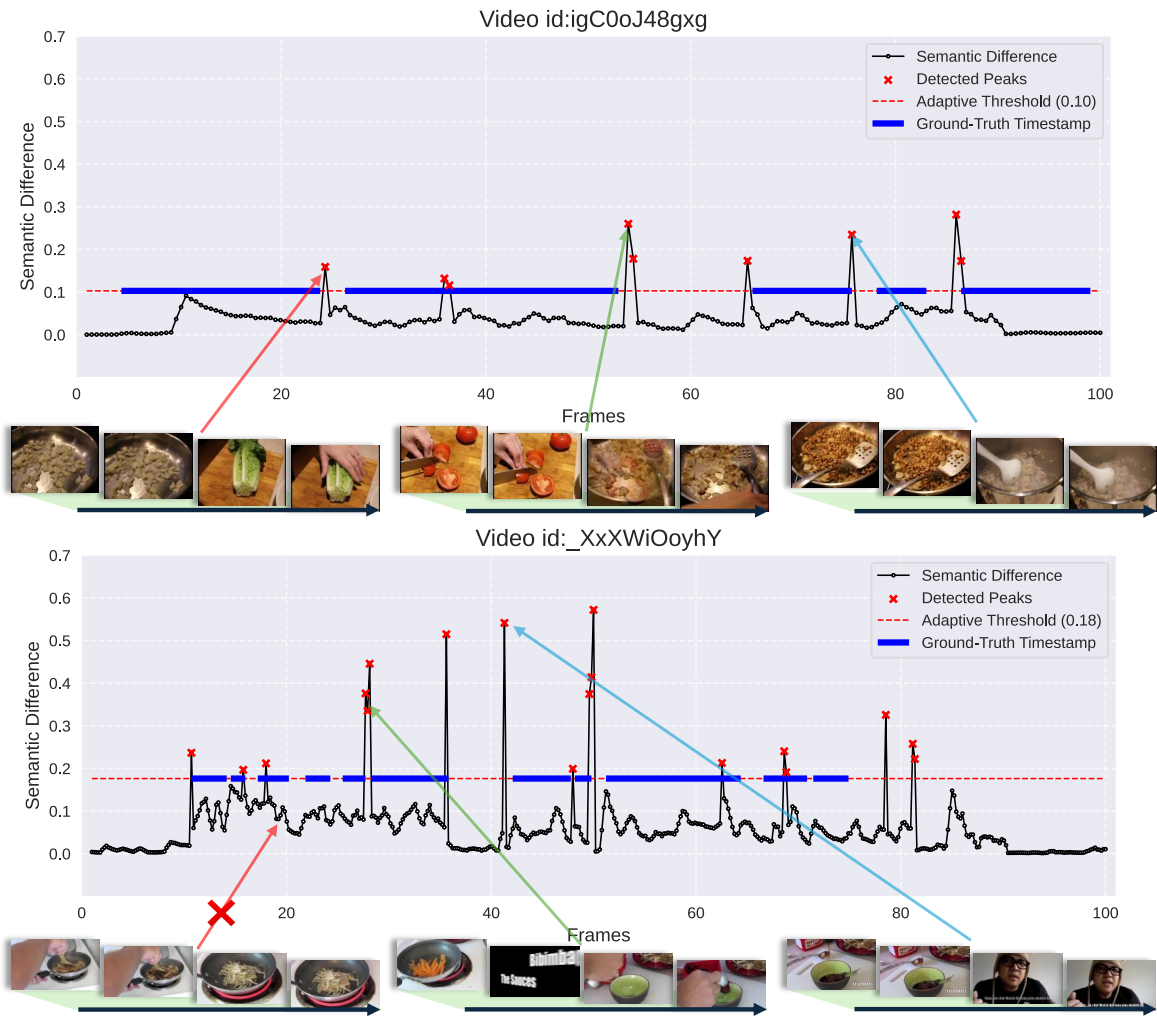 Video id:igC0oJ48gxg
0.7
0.6
0.5
0.4
0.3
0.2
0.1
0.0
Semantic Difference
Semantic Difference
Detected Peaks
Adaptive Threshold (0.10)
Ground-Truth Timestamp
0 20 40 60 80 100
Frames
Video id:_XxXWiOoyhY
0.7
0.6
0.5
0.4
0.3
0.2
0.1
0.0
Semantic Difference
Semantic Difference
Detected Peaks
Adaptive Threshold (0.18)
Ground-Truth Timestamp
0 20 40 60 80 100
Frames
Bibimba
The Sauces